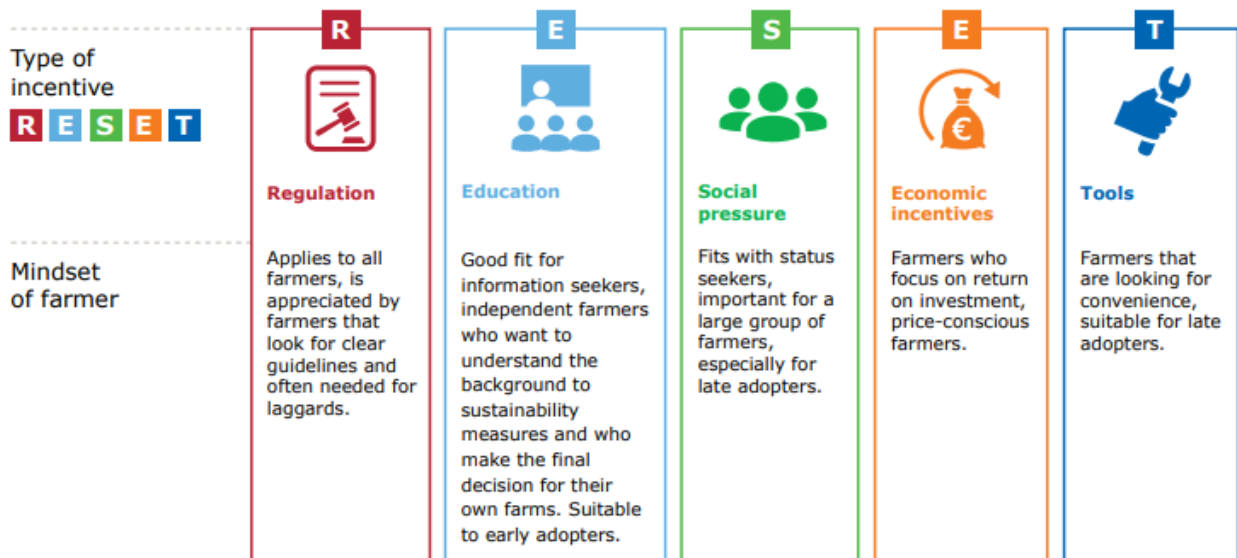 R
E
S
E
T
Type of
incentive
R E S E T
€
Regulation
Education
Social
pressure
Economic
incentives
Tools
Mindset
of farmer
Applies to all
farmers, is
appreciated by
farmers that
look for clear
guidelines and
often needed for
laggards.
Good fit for
information seekers,
independent farmers
who want to
understand the
background to
sustainability
measures and who
make the final
decision for their
own farms. Suitable
to early adopters.
Fits with status
seekers,
important for a
large group of
farmers,
especially for
late adopters.
Farmers who
focus on return
on investment,
price-conscious
farmers.
Farmers that
are looking for
convenience,
suitable for late
adopters.